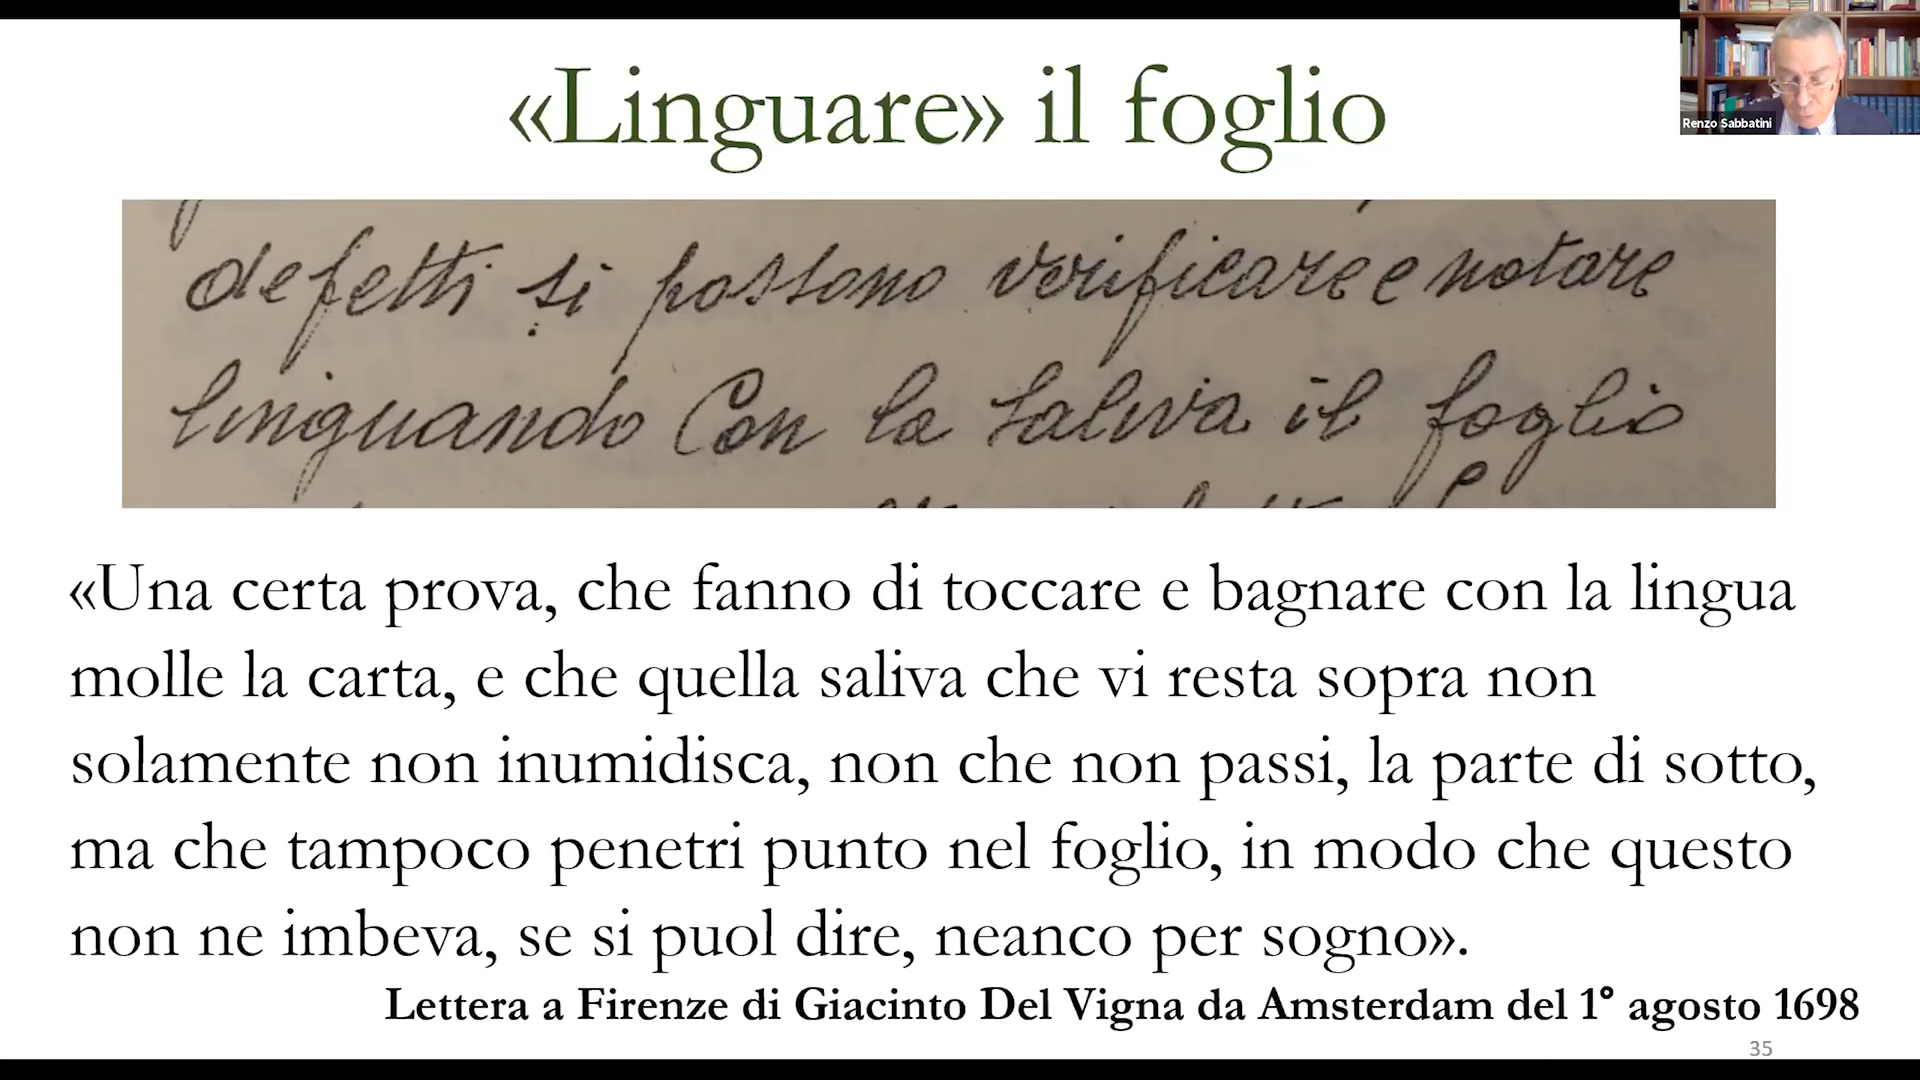 «Linguare» il foglio
Renzo Sabbatini
defetti si possono verificare e notare
linguando Con la saliva il foglio
«Una certa prova, che fanno di toccare e bagnare con la lingua
molle la carta, e che quella saliva che vi resta sopra non
solamente non inumidisca, non che non passi, la parte di sotto,
ma che tampoco penetri punto nel foglio, in modo che questo
non ne imbeva, se si puol dire, neanco per sogno».
Lettera a Firenze di Giacinto Del Vigna da Amsterdam del 1° agosto 1698
35